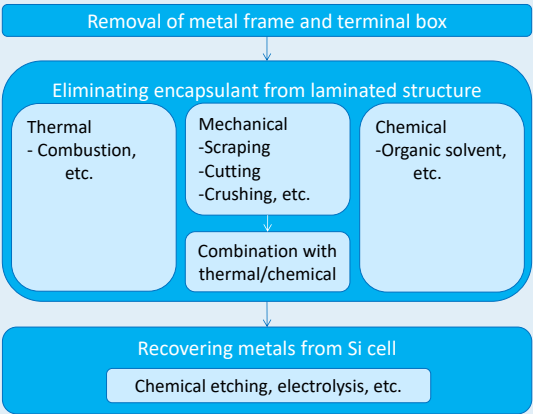 Removal of metal frame and terminal box
Eliminating encapsulant from laminated structure
Thermal
- Combustion,
etc.
Mechanical
-Scraping
-Cutting
-Crushing, etc.
Combination with
thermal/chemical
Chemical
-Organic solvent,
etc.
Recovering metals from Si cell
Chemical etching, electrolysis, etc.